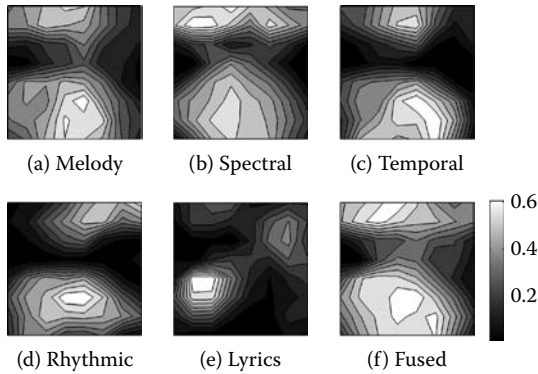 (a) Melody
(b) Spectral
(c) Temporal
0.6
0.4
0.2
(d) Rhythmic
(e) Lyrics
(f) Fused